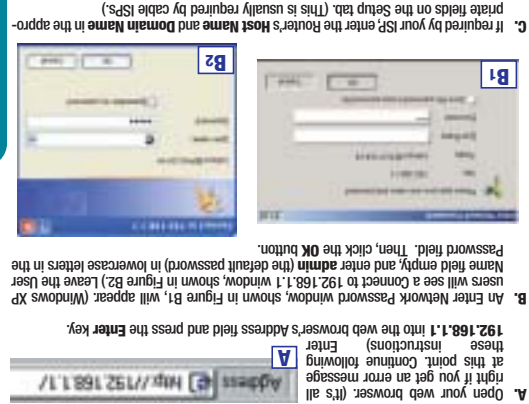 A. Open your web browser. (It's all
right if you get an error message
at this point. Continue following
these instructions) Enter
192.168.1.1 into the web browser's Address field and press the Enter key.
Address http://192.168.1.1/
A
B. An Enter Network Password window, shown in Figure B1, will appear. (Windows XP
users will see a Connect to 192.168.1.1 window, shown in Figure B2.) Leave the User
Name field empty, and enter admin (the default password) in lowercase letters in the
Password field. Then, click the OK button.
B1
B2
C. If required by your ISP, enter the Router's Host Name and Domain Name in the appro-
priate fields on the Setup tab. (This is usually required by cable ISPs.)